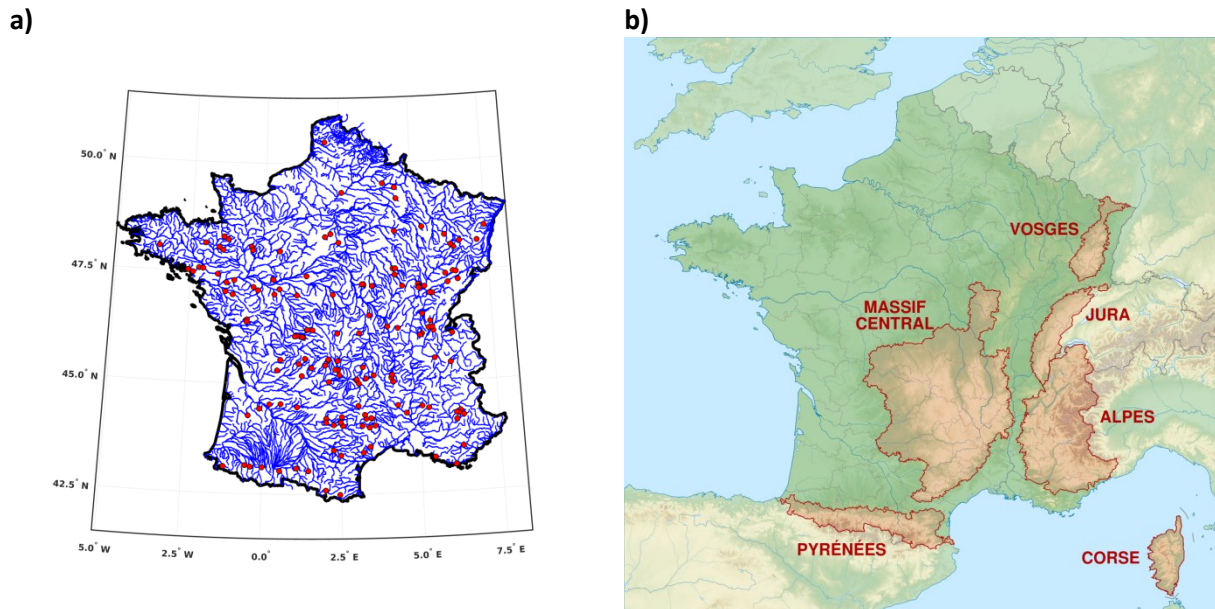 a)
b)
50.0° N
47.5° N
45.0° N
42.5° N
5.0° W
2.5° W
0.0°
2.5° E
5.0° E
7.5° E
VOSGES
MASSIF
CENTRAL
JURA
ALPES
PYRÉNÉES
CORSE